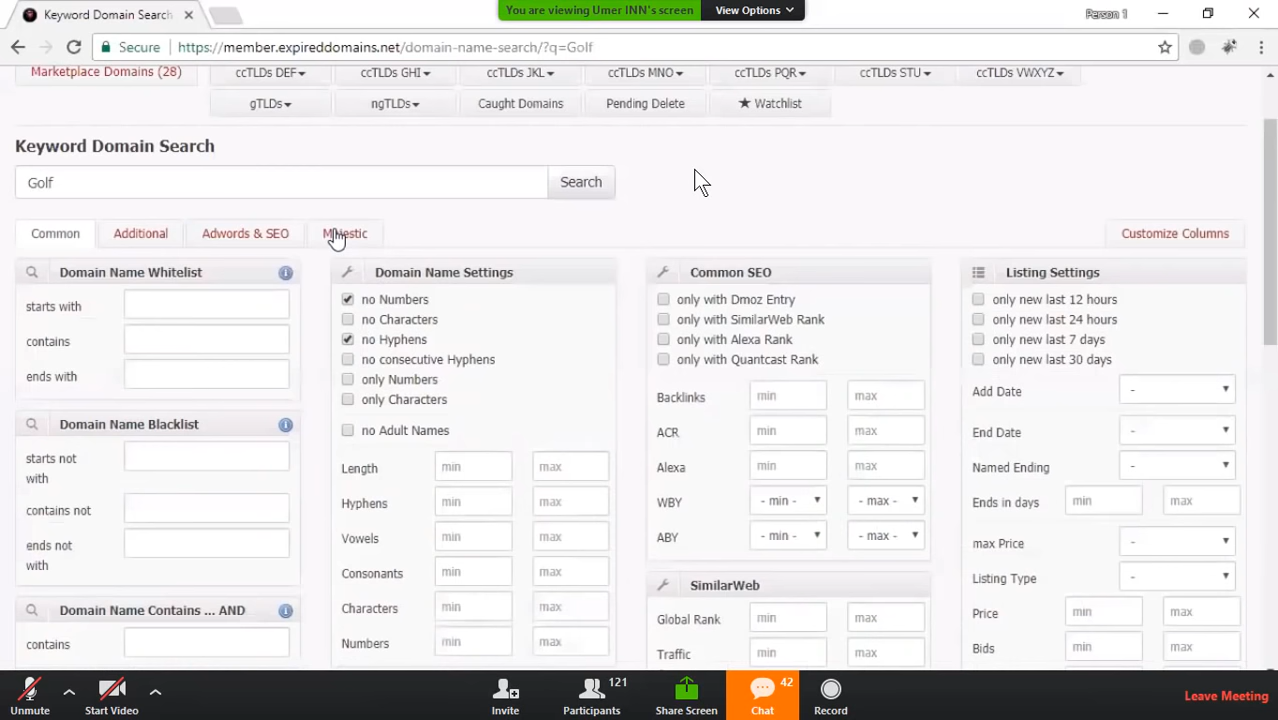 Keyword Domain Search
You are viewing Umer INN's screen
View Options
Person 1
Secure
https://member.expireddomains.net/domain-name-search/?q=Golf
Marketplace Domains (28)
ccTLDs DEF
ccTLDs GHI
ccTLDs JKL
ccTLDs MNO
ccTLDs PQR
ccTLDs STU
ccTLDs VWXYZ
gTLDs
ngTLDs
Caught Domains
Pending Delete
★ Watchlist
Keyword Domain Search
Golf
Search
Common
Additional
Adwords & SEO
Majestic
Customize Columns
Domain Name Whitelist
starts with
contains
ends with
Domain Name Blacklist
starts not
with
contains not
ends not
with
Domain Name Contains ... AND
contains
Domain Name Settings
no Numbers
no Characters
no Hyphens
no consecutive Hyphens
only Numbers
only Characters
no Adult Names
Length min max
Hyphens min max
Vowels min max
Consonants min max
Characters min max
Numbers min max
Common SEO
only with Dmoz Entry
only with SimilarWeb Rank
only with Alexa Rank
only with Quantcast Rank
Backlinks min max
ACR min max
Alexa min max
WBY - min - - max -
ABY - min - - max -
SimilarWeb
Global Rank min max
Traffic min max
Listing Settings
only new last 12 hours
only new last 24 hours
only new last 7 days
only new last 30 days
Add Date -
End Date -
Named Ending -
Ends in days min max
max Price -
Listing Type -
Price min max
Bids min max
Unmute
Start Video
Invite
121
Participants
Share Screen
42
Chat
Record
Leave Meeting